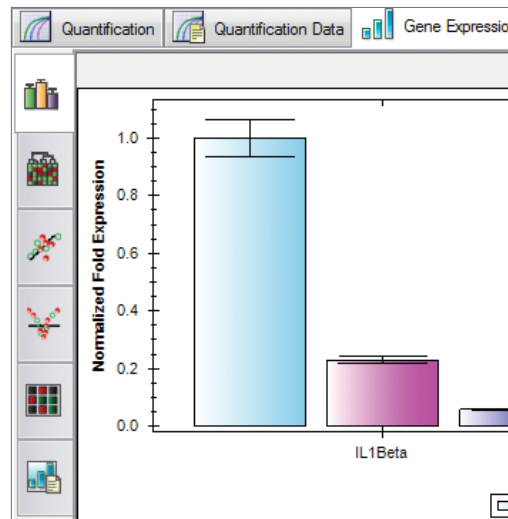 Quantification Quantification Data Gene Expressio
1.0
0.8
0.6
0.4
0.2
0.0
Normalized Fold Expression
IL1Beta